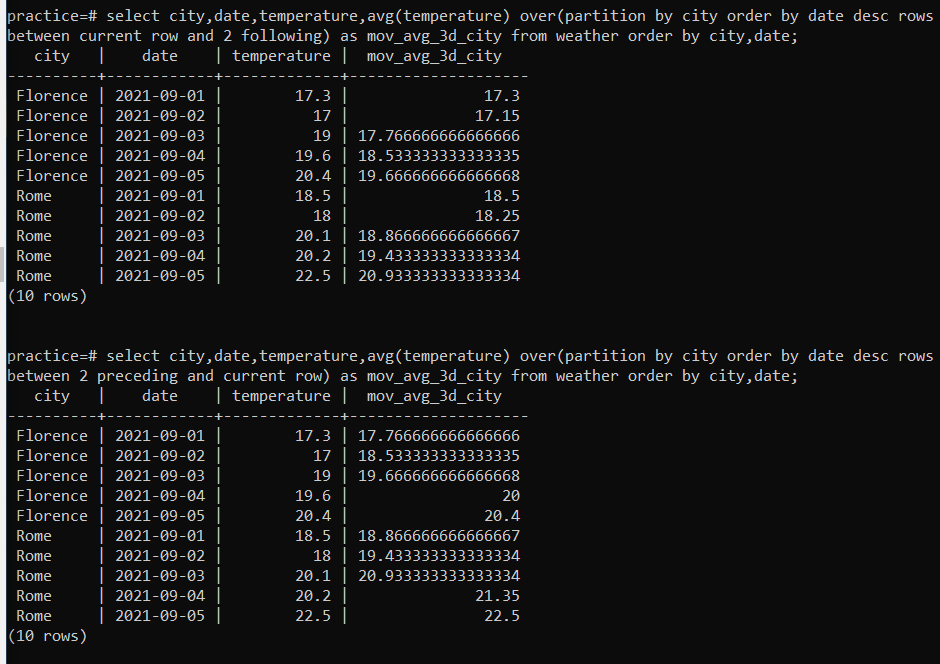 practice=# select city,date,temperature,avg(temperature) over(partition by city order by date desc rows
between current row and 2 following) as mov_avg_3d_city from weather order by city,date;
   city   |    date    | temperature |  mov_avg_3d_city
----------+------------+-------------+--------------------
 Florence | 2021-09-01 |        17.3 |               17.3
 Florence | 2021-09-02 |          17 |              17.15
 Florence | 2021-09-03 |          19 | 17.766666666666666
 Florence | 2021-09-04 |        19.6 | 18.533333333333335
 Florence | 2021-09-05 |        20.4 | 19.666666666666668
 Rome     | 2021-09-01 |        18.5 |               18.5
 Rome     | 2021-09-02 |          18 |              18.25
 Rome     | 2021-09-03 |        20.1 | 18.866666666666667
 Rome     | 2021-09-04 |        20.2 | 19.433333333333334
 Rome     | 2021-09-05 |        22.5 | 20.933333333333334
(10 rows)
practice=# select city,date,temperature,avg(temperature) over(partition by city order by date desc rows
between 2 preceding and current row) as mov_avg_3d_city from weather order by city,date;
   city   |    date    | temperature |  mov_avg_3d_city
----------+------------+-------------+--------------------
 Florence | 2021-09-01 |        17.3 | 17.766666666666666
 Florence | 2021-09-02 |          17 | 18.533333333333335
 Florence | 2021-09-03 |          19 | 19.666666666666668
 Florence | 2021-09-04 |        19.6 |                 20
 Florence | 2021-09-05 |        20.4 |               20.4
 Rome     | 2021-09-01 |        18.5 | 18.866666666666667
 Rome     | 2021-09-02 |          18 | 19.433333333333334
 Rome     | 2021-09-03 |        20.1 | 20.933333333333334
 Rome     | 2021-09-04 |        20.2 |              21.35
 Rome     | 2021-09-05 |        22.5 |               22.5
(10 rows)